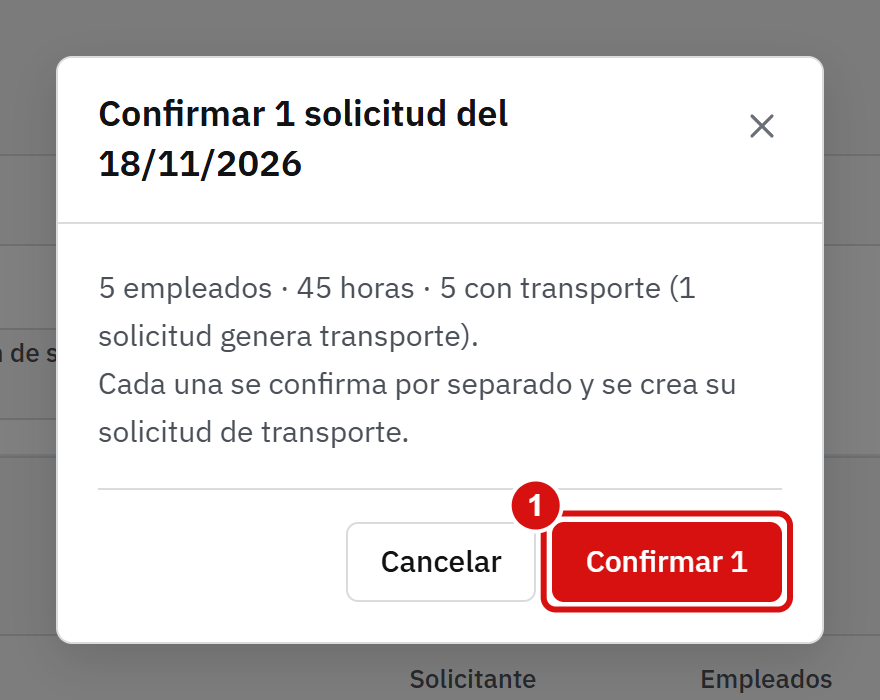 Confirmar 1 solicitud del
18/11/2026
5 empleados · 45 horas · 5 con transporte (1
solicitud genera transporte).
de s
Cada una se confirma por separado y se crea su
solicitud de transporte.
1
Cancelar
Confirmar 1
Solicitante
Empleados